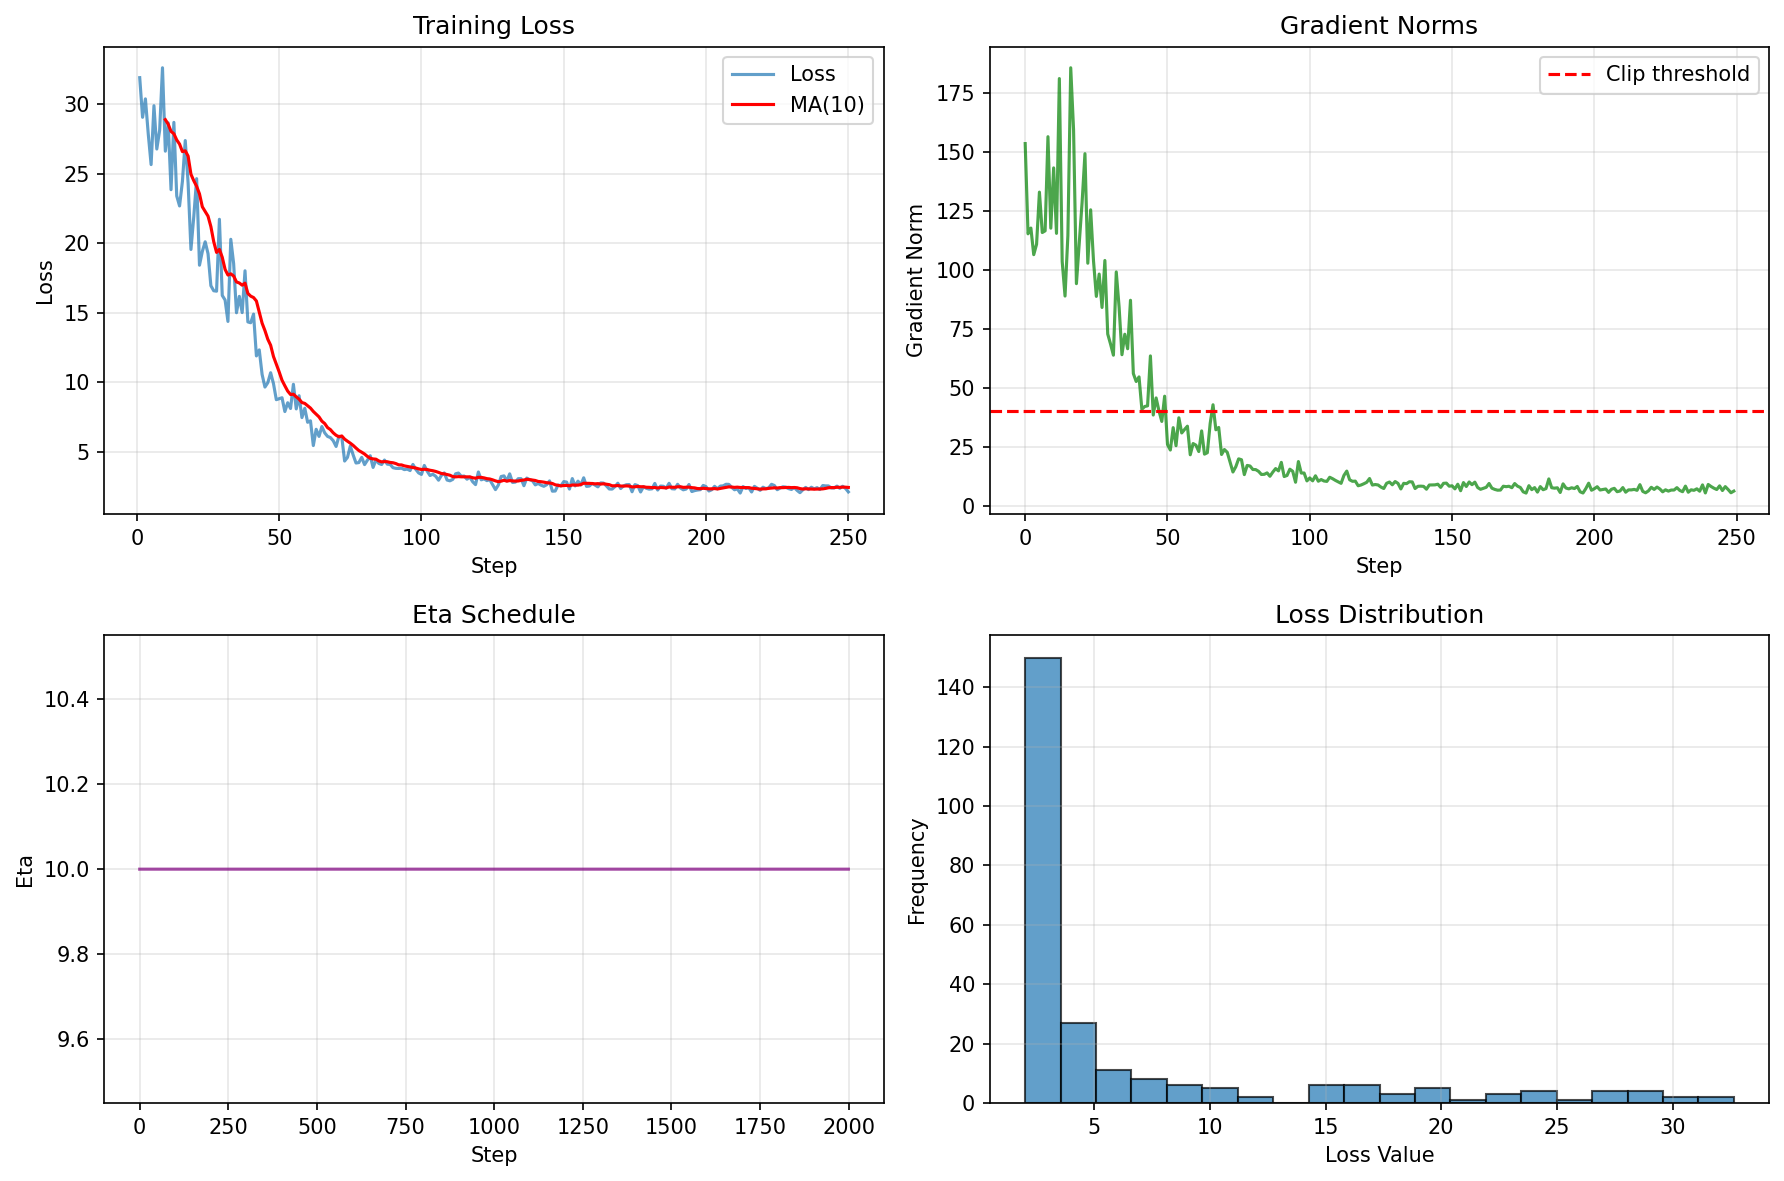 Training Loss
Loss
MA(10)
30
25
20
15
10
5
Loss
0 50 100 150 200 250
Step
Gradient Norms
Clip threshold
175
150
125
100
75
50
25
0
Gradient Norm
0 50 100 150 200 250
Step
Eta Schedule
10.4
10.2
10.0
9.8
9.6
Eta
0 250 500 750 1000 1250 1500 1750 2000
Step
Loss Distribution
140
120
100
80
60
40
20
0
Frequency
5 10 15 20 25 30
Loss Value